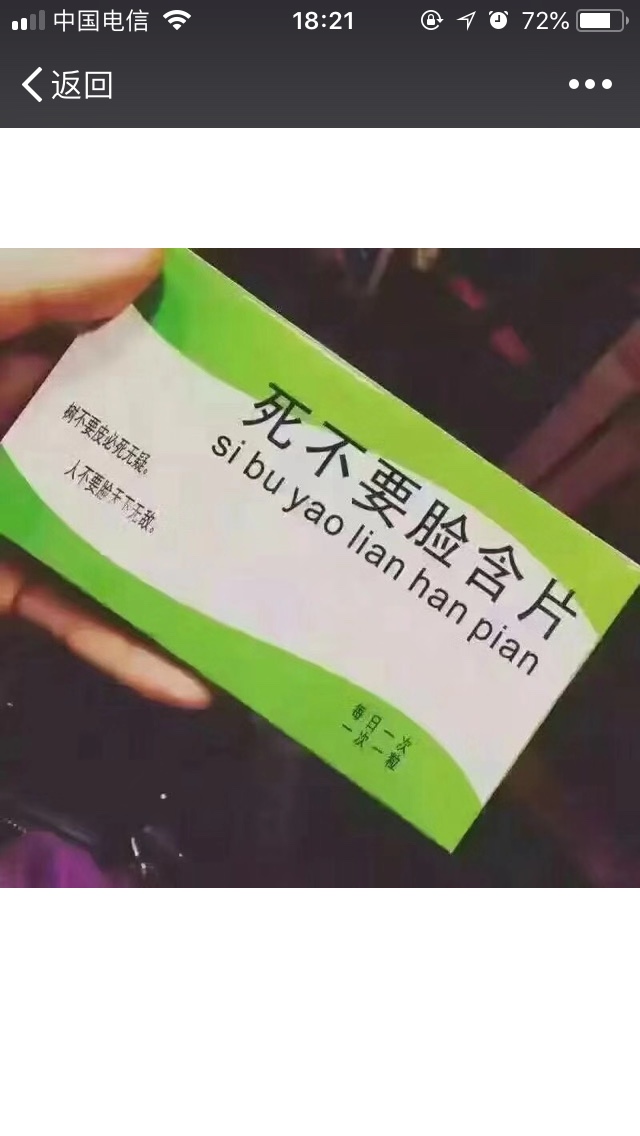 中国电信
18:21
72%
返回
死不要脸含片
si bu yao lian han pian
树不要皮必死无疑。
人不要脸天下无敌。
每日一次
一次一粒